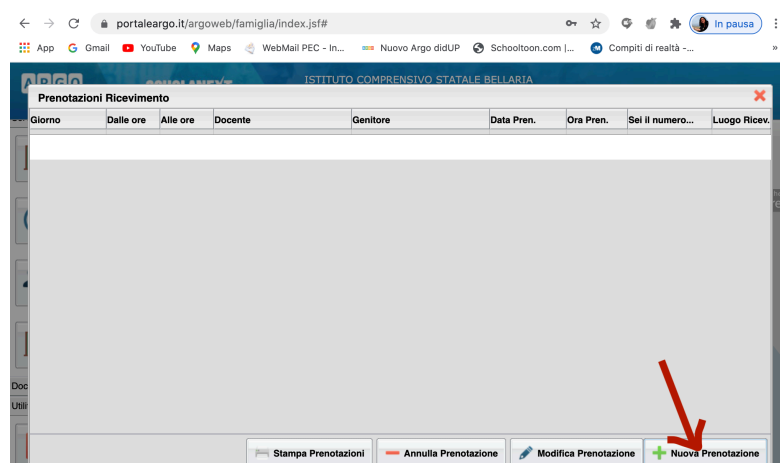 portaleargo.it/argoweb/famiglia/index.jsf#
In pausa
App Gmail YouTube Maps WebMail PEC - In... Nuovo Argo didUP Schooltoon.com |... Compiti di realtà -... »
ISTITUTO COMPRENSIVO STATALE BELLARIA
Prenotazioni Ricevimento
Giorno Dalle ore Alle ore Docente Genitore Data Pren. Ora Pren. Sei il numero... Luogo Ricev.
Doc
Utili
Stampa Prenotazioni Annulla Prenotazione Modifica Prenotazione Nuova Prenotazione